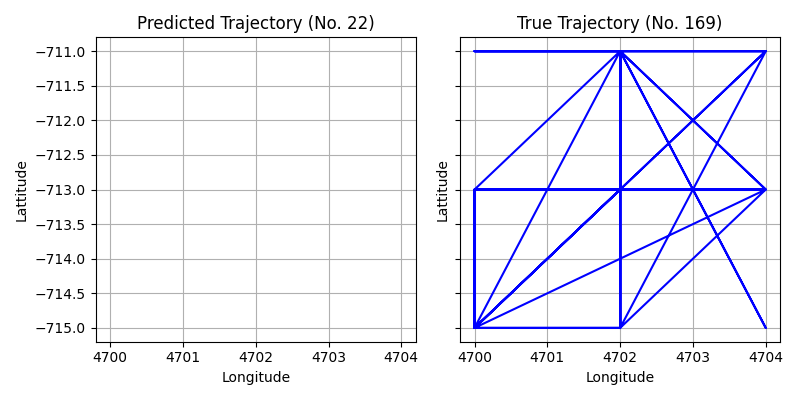 Predicted Trajectory (No. 22)
−711.0
−711.5
−712.0
−712.5
−713.0
−713.5
−714.0
−714.5
−715.0
Lattitude
4700 4701 4702 4703 4704
Longitude
True Trajectory (No. 169)
Lattitude
4700 4701 4702 4703 4704
Longitude